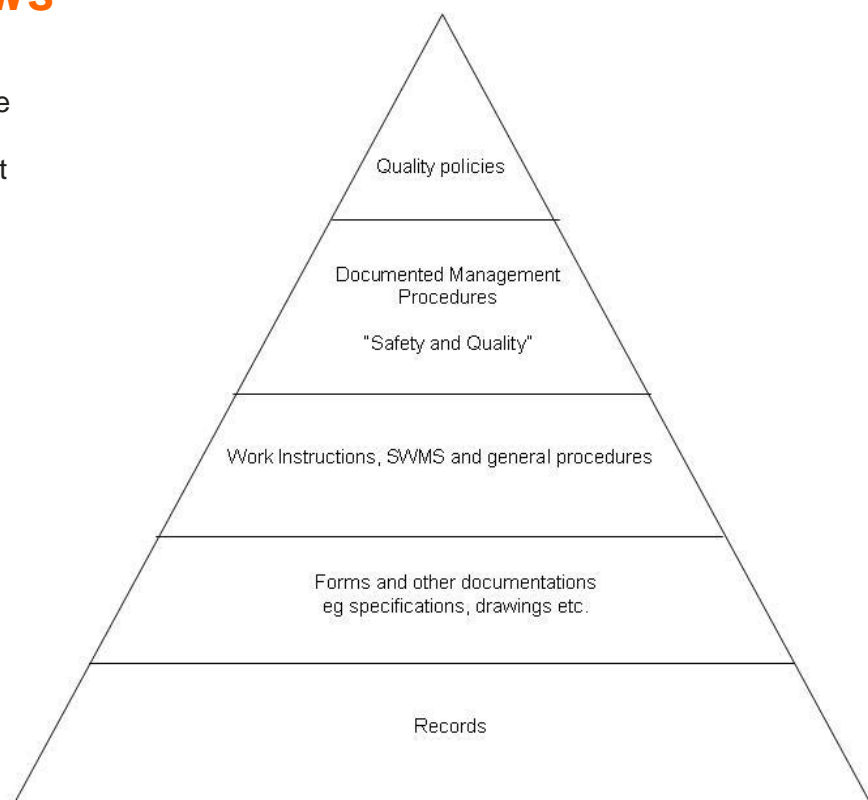 ws
e
t
Quality policies
Documented Management
Procedures
"Safety and Quality"
Work Instructions, SWMS and general procedures
Forms and other documentations
eg specifications, drawings etc.
Records